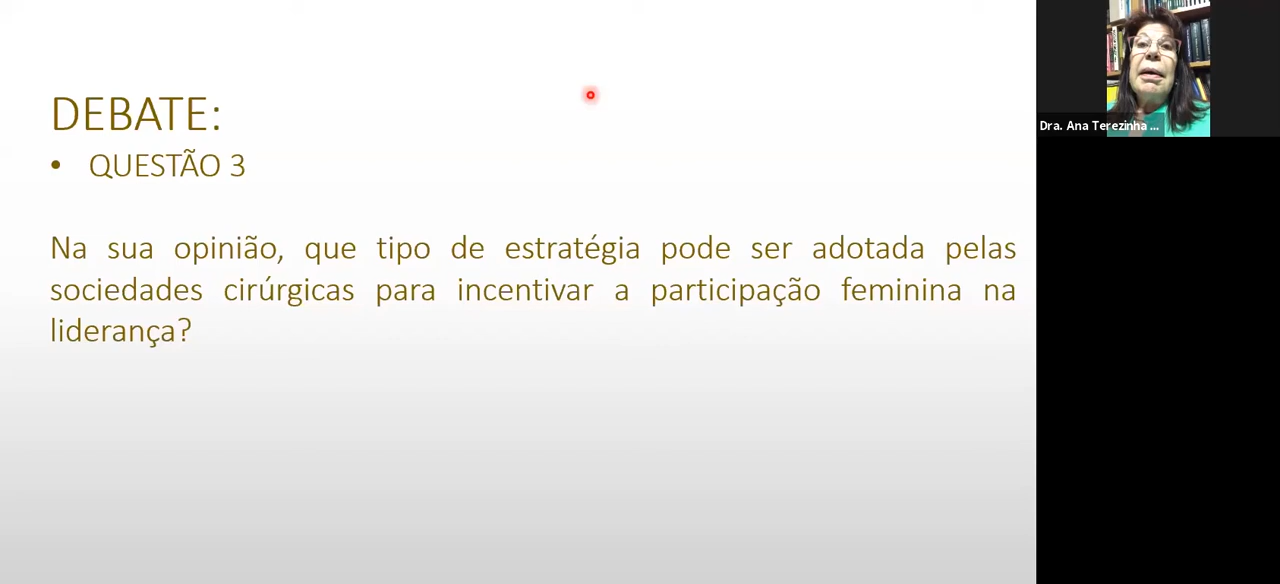 DEBATE:
• QUESTÃO 3
Na sua opinião, que tipo de estratégia pode ser adotada pelas
sociedades cirúrgicas para incentivar a participação feminina na
liderança?
Dra. Ana Terezinha ...